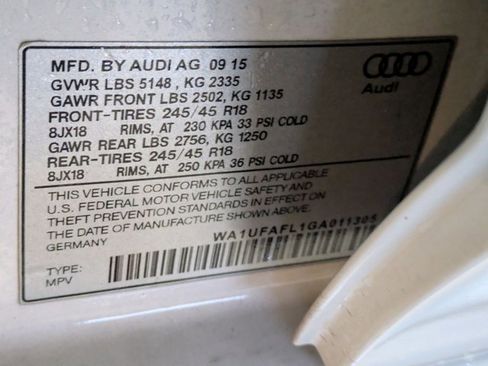 MFD. BY AUDI AG 09 15
GVWR LBS 5148, KG 2335
GAWR FRONT LBS 2502, KG 1135
FRONT-TIRES 245/45 R18
8JX18 RIMS, AT 230 KPA 33 PSI COLD
GAWR REAR LBS 2756, KG 1250
REAR-TIRES 245/45 R18
8JX18 RIMS, AT 250 KPA 36 PSI COLD
Audi
THIS VEHICLE CONFORMS TO ALL APPLICABLE
U.S. FEDERAL MOTOR VEHICLE SAFETY AND
THEFT PREVENTION STANDARDS IN EFFECT ON
THE DATE OF MANUFACTURE SHOWN ABOVE.
GERMANY
WA1UFAFL1GA011305
TYPE:
MPV